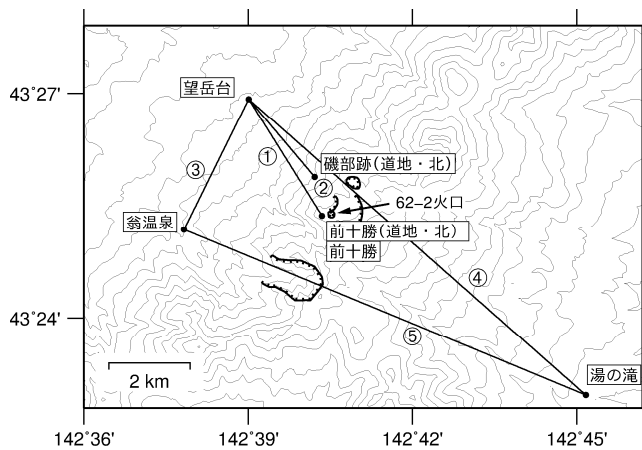 43°27'
望岳台
①
磯部跡(道地・北)
②
③
62–2火口
翁温泉
前十勝(道地・北)
前十勝
④
43°24'
⑤
2 km
湯の滝
142°36'
142°39'
142°42'
142°45'